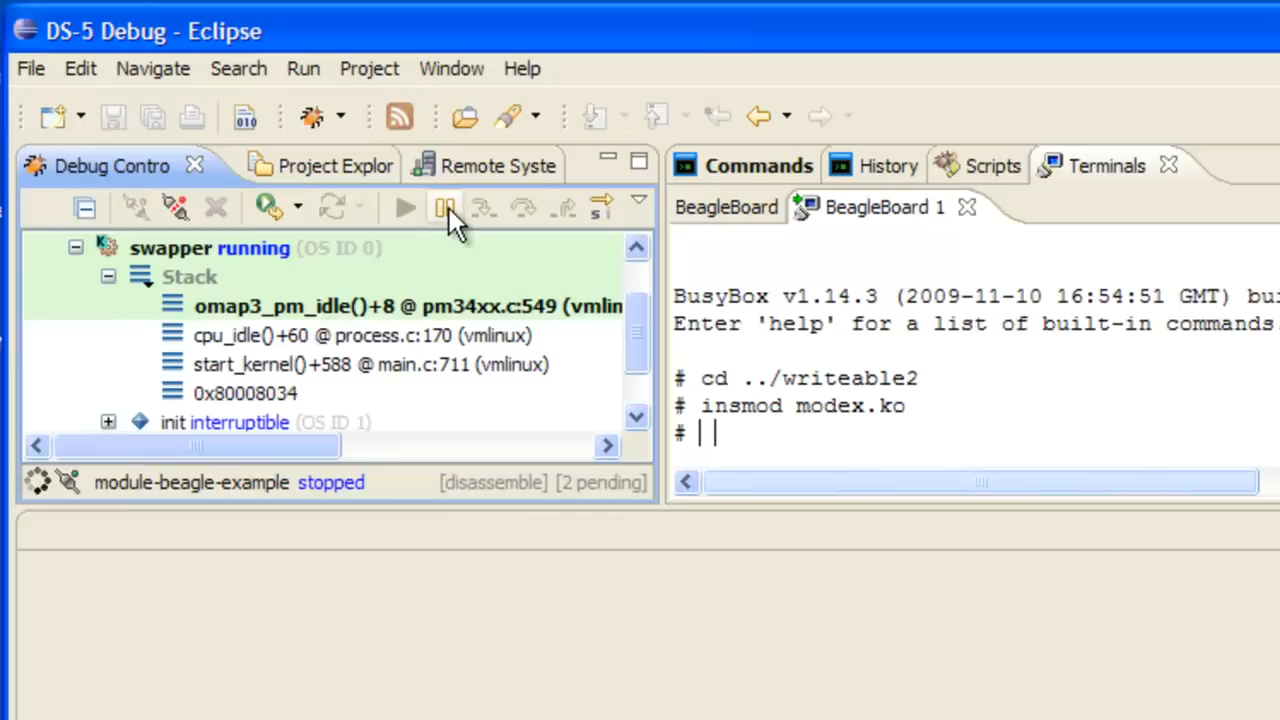 DS-5 Debug - Eclipse
File Edit Navigate Search Run Project Window Help
010
Debug Contro Project Explor Remote Syste
Commands History Scripts Terminals
BeagleBoard BeagleBoard 1
swapper running (OS ID 0)
Stack
omap3_pm_idle()+8 @ pm34xx.c:549 (vmlin
cpu_idle()+60 @ process.c:170 (vmlinux)
start_kernel()+588 @ main.c:711 (vmlinux)
0x80008034
init interruptible (OS ID 1)
module-beagle-example stopped [disassemble] [2 pending]
BusyBox v1.14.3 (2009-11-10 16:54:51 GMT) bui
Enter 'help' for a list of built-in commands.
# cd ../writeable2
# insmod modex.ko
#